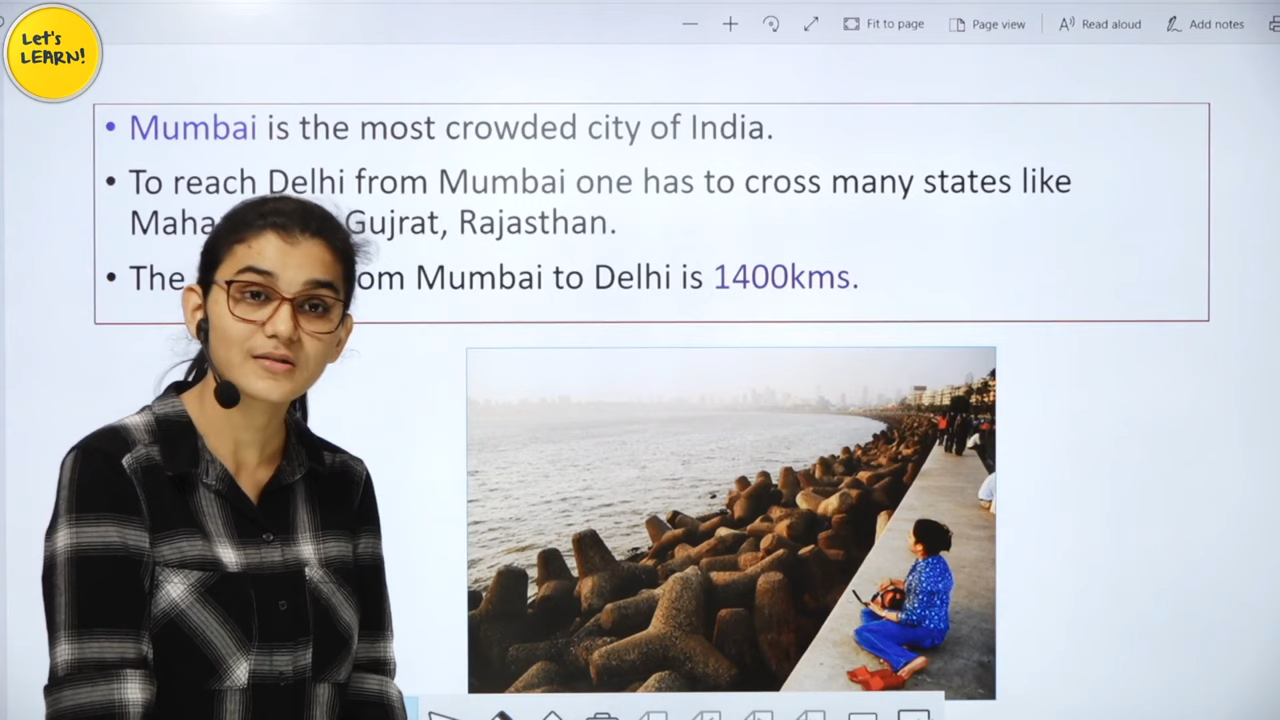 Let's
LEARN!
Fit to page
Page view
Read aloud
Add notes
• Mumbai is the most crowded city of India.
• To reach Delhi from Mumbai one has to cross many states like
Maha Gujrat, Rajasthan.
• The om Mumbai to Delhi is 1400kms.